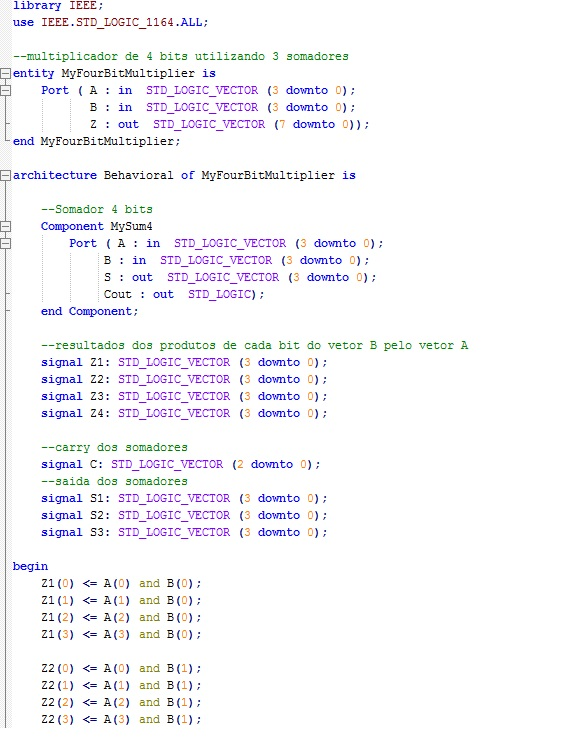 library IEEE;
use IEEE.STD_LOGIC_1164.ALL;
--multiplicador de 4 bits utilizando 3 somadores
entity MyFourBitMultiplier is
Port ( A : in STD_LOGIC_VECTOR (3 downto 0);
B : in STD_LOGIC_VECTOR (3 downto 0);
Z : out STD_LOGIC_VECTOR (7 downto 0));
end MyFourBitMultiplier;
architecture Behavioral of MyFourBitMultiplier is
--Somador 4 bits
Component MySum4
Port ( A : in STD_LOGIC_VECTOR (3 downto 0);
B : in STD_LOGIC_VECTOR (3 downto 0);
S : out STD_LOGIC_VECTOR (3 downto 0);
Cout : out STD_LOGIC);
end Component;
--resultados dos produtos de cada bit do vetor B pelo vetor A
signal Z1: STD_LOGIC_VECTOR (3 downto 0);
signal Z2: STD_LOGIC_VECTOR (3 downto 0);
signal Z3: STD_LOGIC_VECTOR (3 downto 0);
signal Z4: STD_LOGIC_VECTOR (3 downto 0);
--carry dos somadores
signal C: STD_LOGIC_VECTOR (2 downto 0);
--saida dos somadores
signal S1: STD_LOGIC_VECTOR (3 downto 0);
signal S2: STD_LOGIC_VECTOR (3 downto 0);
signal S3: STD_LOGIC_VECTOR (3 downto 0);
begin
Z1(0) <= A(0) and B(0);
Z1(1) <= A(1) and B(0);
Z1(2) <= A(2) and B(0);
Z1(3) <= A(3) and B(0);
Z2(0) <= A(0) and B(1);
Z2(1) <= A(1) and B(1);
Z2(2) <= A(2) and B(1);
Z2(3) <= A(3) and B(1);